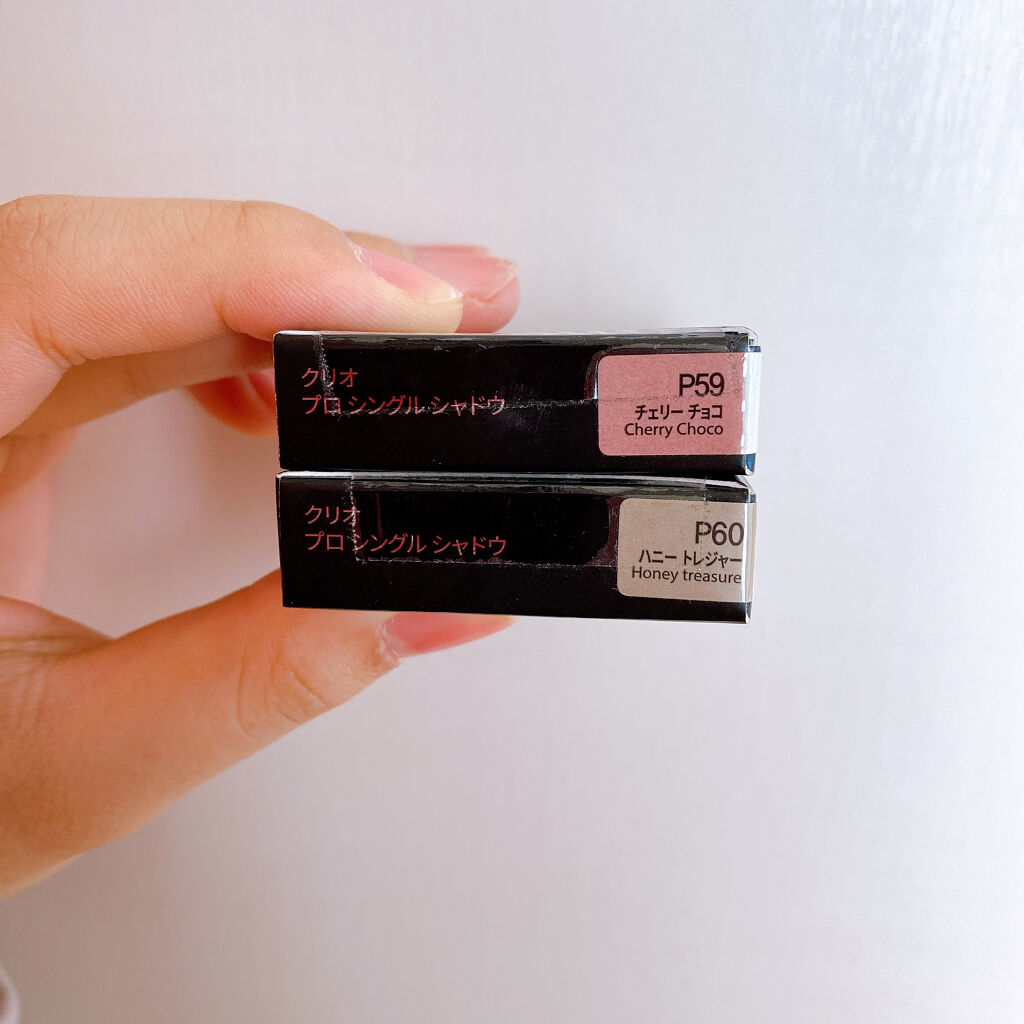 クリオ
プロ シングル シャドウ
P59
チェリー チョコ
Cherry Choco
クリオ
プロ シングル シャドウ
P60
ハニー トレジャー
Honey treasure